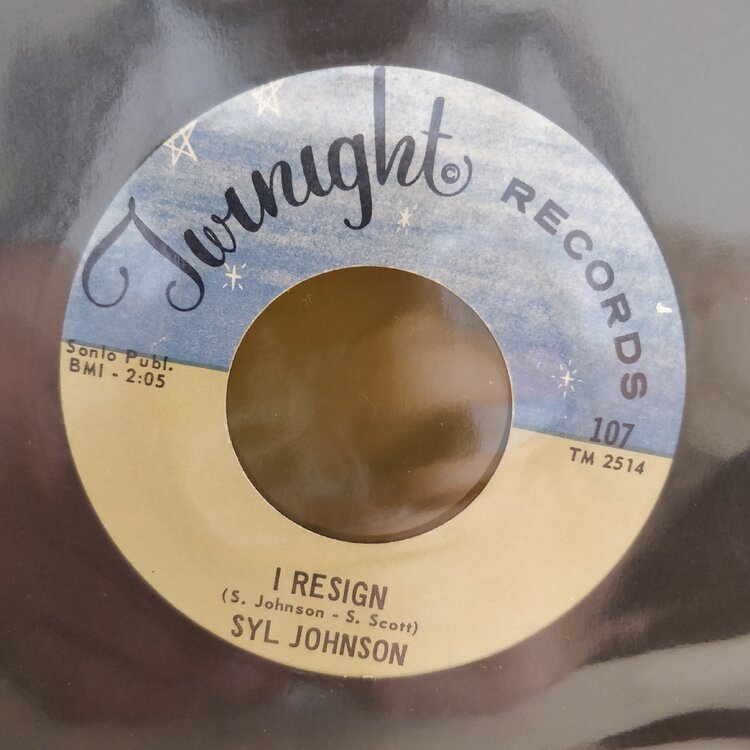 Twinight ©
RECORDS
Sonlo Publ.
BMI - 2:05
107
TM 2514
I RESIGN
(S. Johnson - S. Scott)
SYL JOHNSON